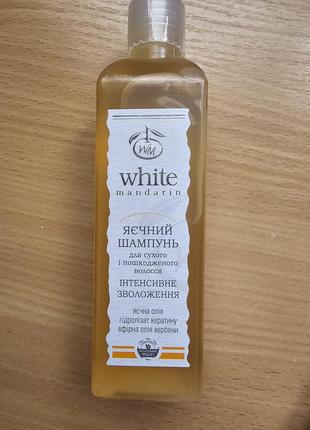 WM
white
mandarin
ЯЄЧНИЙ
ШАМПУНЬ
для сухого
і пошкодженого
волосся
ІНТЕНСИВНЕ
ЗВОЛОЖЕННЯ
яєчна олія
гідролізат кератину
ефірна олія вербени